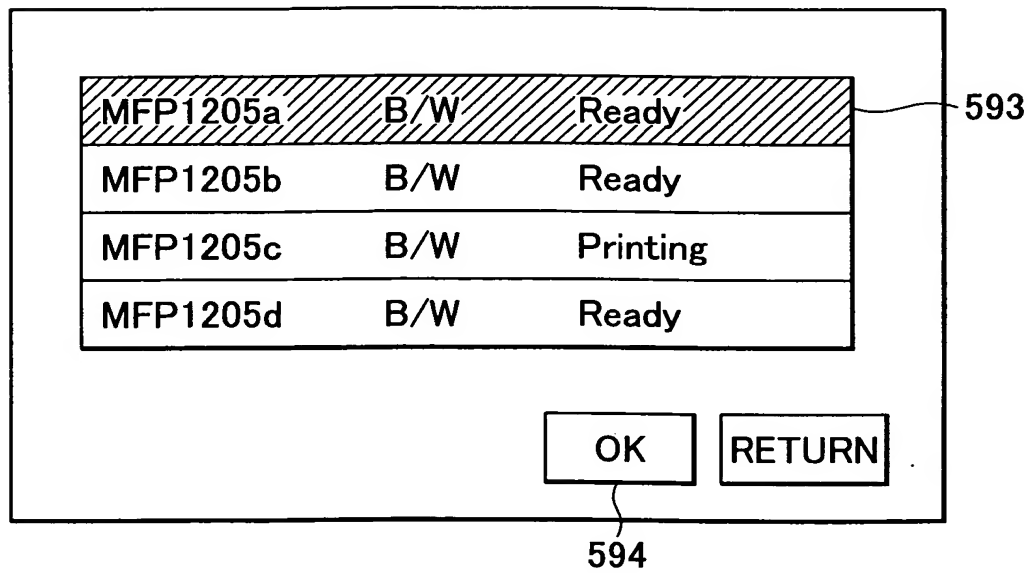 MFP1205a B/W Ready
593
MFP1205b B/W Ready
MFP1205c B/W Printing
MFP1205d B/W Ready
OK RETURN
594